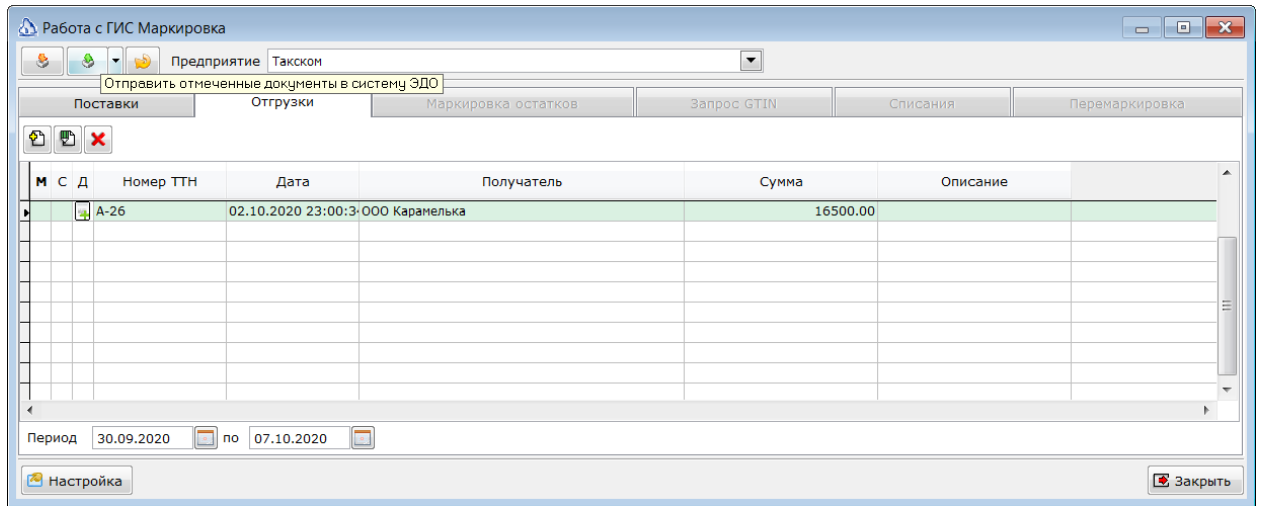 Работа с ГИС Маркировка
Предприятие Такском
Отправить отмеченные документы в систему ЭДО
Поставки Отгрузки Маркировка остатков Запрос GTIN Списания Перемаркировка
М С Д Номер ТТН Дата Получатель Сумма Описание
А-26 02.10.2020 23:00:3 ООО Карамелька 16500.00
Период 30.09.2020 по 07.10.2020
Настройка Закрыть